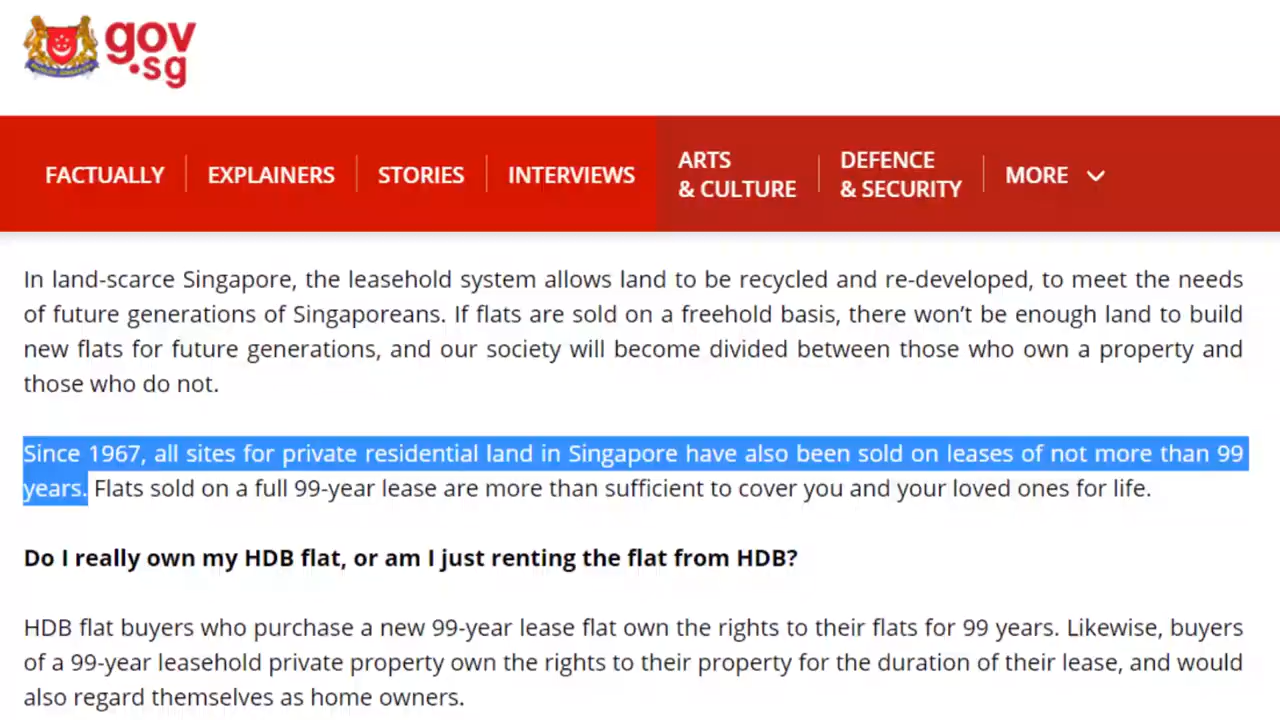 gov
.sg
FACTUALLY
EXPLAINERS
STORIES
INTERVIEWS
ARTS
& CULTURE
DEFENCE
& SECURITY
MORE
In land-scarce Singapore, the leasehold system allows land to be recycled and re-developed, to meet the needs
of future generations of Singaporeans. If flats are sold on a freehold basis, there won’t be enough land to build
new flats for future generations, and our society will become divided between those who own a property and
those who do not.
Since 1967, all sites for private residential land in Singapore have also been sold on leases of not more than 99
years. Flats sold on a full 99-year lease are more than sufficient to cover you and your loved ones for life.
Do I really own my HDB flat, or am I just renting the flat from HDB?
HDB flat buyers who purchase a new 99-year lease flat own the rights to their flats for 99 years. Likewise, buyers
of a 99-year leasehold private property own the rights to their property for the duration of their lease, and would
also regard themselves as home owners.